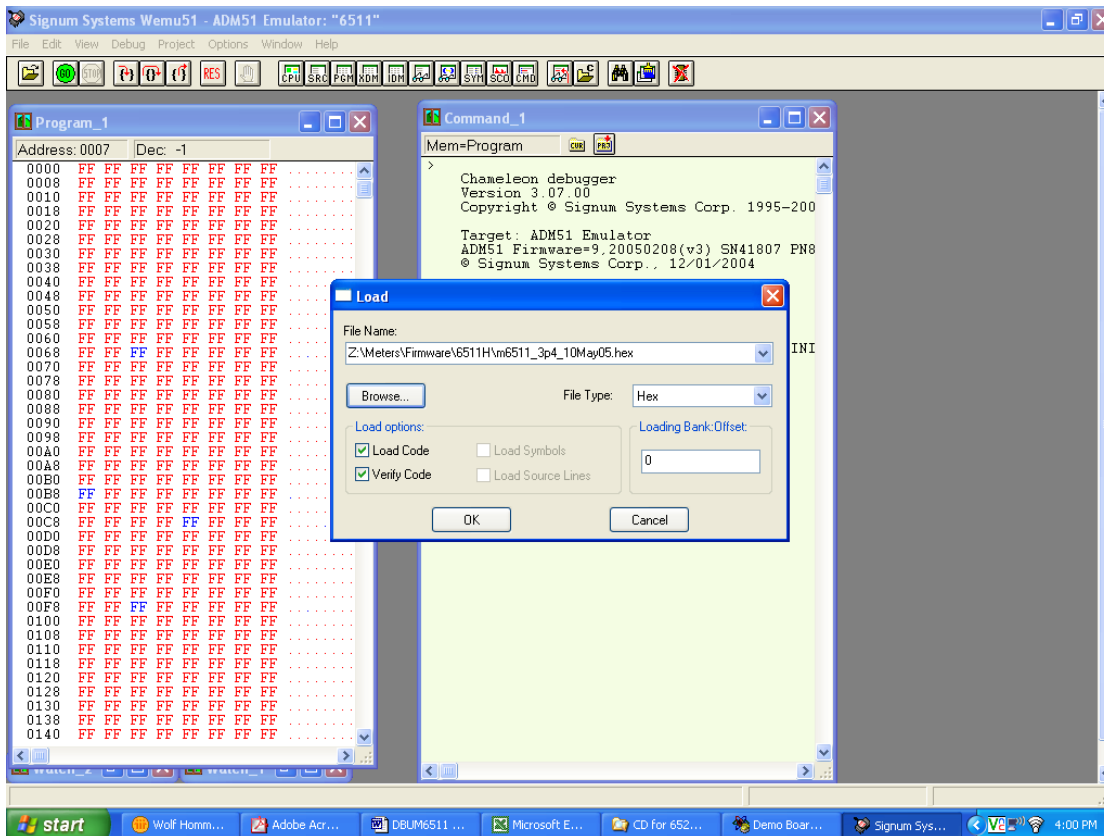 Signum Systems Wemu51 - ADM51 Emulator: "6511"
File Edit View Debug Project Options Window Help
GO STOP RES CPU SRC PGM XDM IDM SYM SCO CMD
Program_1
Address: 0007 Dec: -1
0000 FF FF FF FF FF FF FF FF ........
0008 FF FF FF FF FF FF FF FF ........
0010 FF FF FF FF FF FF FF FF ........
0018 FF FF FF FF FF FF FF FF ........
0020 FF FF FF FF FF FF FF FF ........
0028 FF FF FF FF FF FF FF FF ........
0030 FF FF FF FF FF FF FF FF ........
0038 FF FF FF FF FF FF FF FF ........
0040 FF FF FF FF FF FF FF FF
0048 FF FF FF FF FF FF FF FF
0050 FF FF FF FF FF FF FF FF
0058 FF FF FF FF FF FF FF FF
0060 FF FF FF FF FF FF FF FF
0068 FF FF FF FF FF FF FF FF
0070 FF FF FF FF FF FF FF FF
0078 FF FF FF FF FF FF FF FF
0080 FF FF FF FF FF FF FF FF
0088 FF FF FF FF FF FF FF FF
0090 FF FF FF FF FF FF FF FF
0098 FF FF FF FF FF FF FF FF
00A0 FF FF FF FF FF FF FF FF
00A8 FF FF FF FF FF FF FF FF
00B0 FF FF FF FF FF FF FF FF
00B8 FF FF FF FF FF FF FF FF
00C0 FF FF FF FF FF FF FF FF
00C8 FF FF FF FF FF FF FF FF
00D0 FF FF FF FF FF FF FF FF
00D8 FF FF FF FF FF FF FF FF ........
00E0 FF FF FF FF FF FF FF FF ........
00E8 FF FF FF FF FF FF FF FF ........
00F0 FF FF FF FF FF FF FF FF ........
00F8 FF FF FF FF FF FF FF FF ........
0100 FF FF FF FF FF FF FF FF ........
0108 FF FF FF FF FF FF FF FF ........
0110 FF FF FF FF FF FF FF FF ........
0118 FF FF FF FF FF FF FF FF ........
0120 FF FF FF FF FF FF FF FF ........
0128 FF FF FF FF FF FF FF FF ........
0130 FF FF FF FF FF FF FF FF ........
0138 FF FF FF FF FF FF FF FF ........
0140 FF FF FF FF FF FF FF FF ........
Watch_2 Watch_1
Command_1
Mem=Program CUR PRJ
>
Chameleon debugger
Version 3.07.00
Copyright © Signum Systems Corp. 1995-200
Target: ADM51 Emulator
ADM51 Firmware=9,20050208(v3) SN41807 PN8
© Signum Systems Corp., 12/01/2004
INI
Load
File Name:
Z:\Meters\Firmware\6511H\m6511_3p4_10May05.hex
Browse... File Type: Hex
Load options: Loading Bank:Offset:
Load Code Load Symbols 0
Verify Code Load Source Lines
OK Cancel
start Wolf Homm... Adobe Acr... DBUM6511 ... Microsoft E... CD for 652... Demo Boar... Signum Sys... 4:00 PM